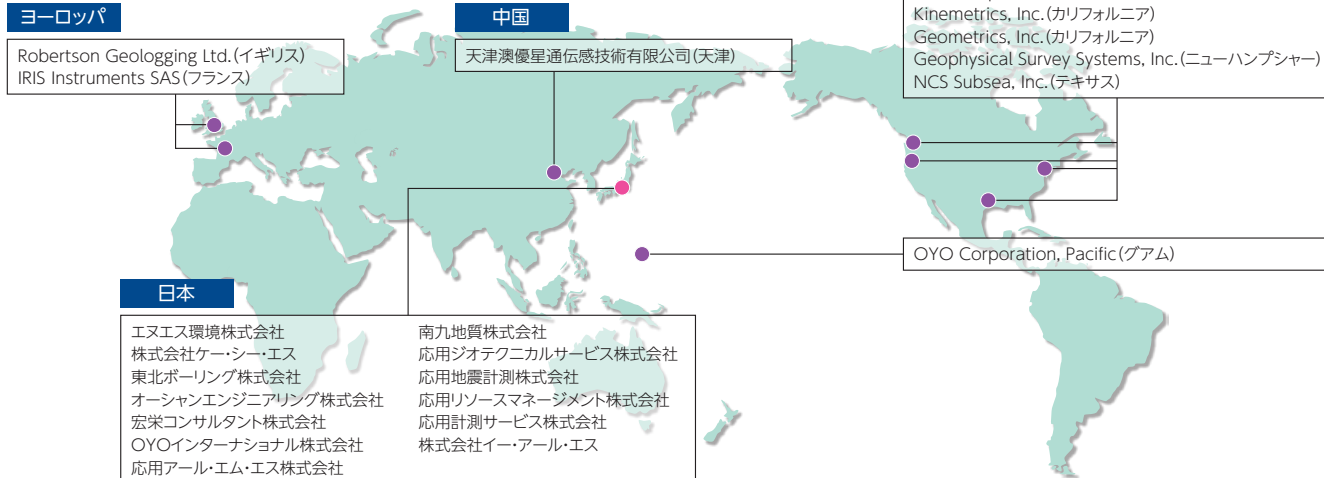 ヨーロッパ
Robertson Geologging Ltd.(イギリス)
IRIS Instruments SAS(フランス)
中国
天津澳優星通伝感技術有限公司(天津)
Kinemetrics, Inc.(カリフォルニア)
Geometrics, Inc.(カリフォルニア)
Geophysical Survey Systems, Inc.(ニューハンプシャー)
NCS Subsea, Inc.(テキサス)
OYO Corporation, Pacific(グアム)
日本
エヌエス環境株式会社
株式会社ケー・シー・エス
東北ボーリング株式会社
オーシャンエンジニアリング株式会社
宏栄コンサルタント株式会社
OYOインターナショナル株式会社
応用アール・エム・エス株式会社
南九地質株式会社
応用ジオテクニカルサービス株式会社
応用地震計測株式会社
応用リソースマネージメント株式会社
応用計測サービス株式会社
株式会社イー・アール・エス